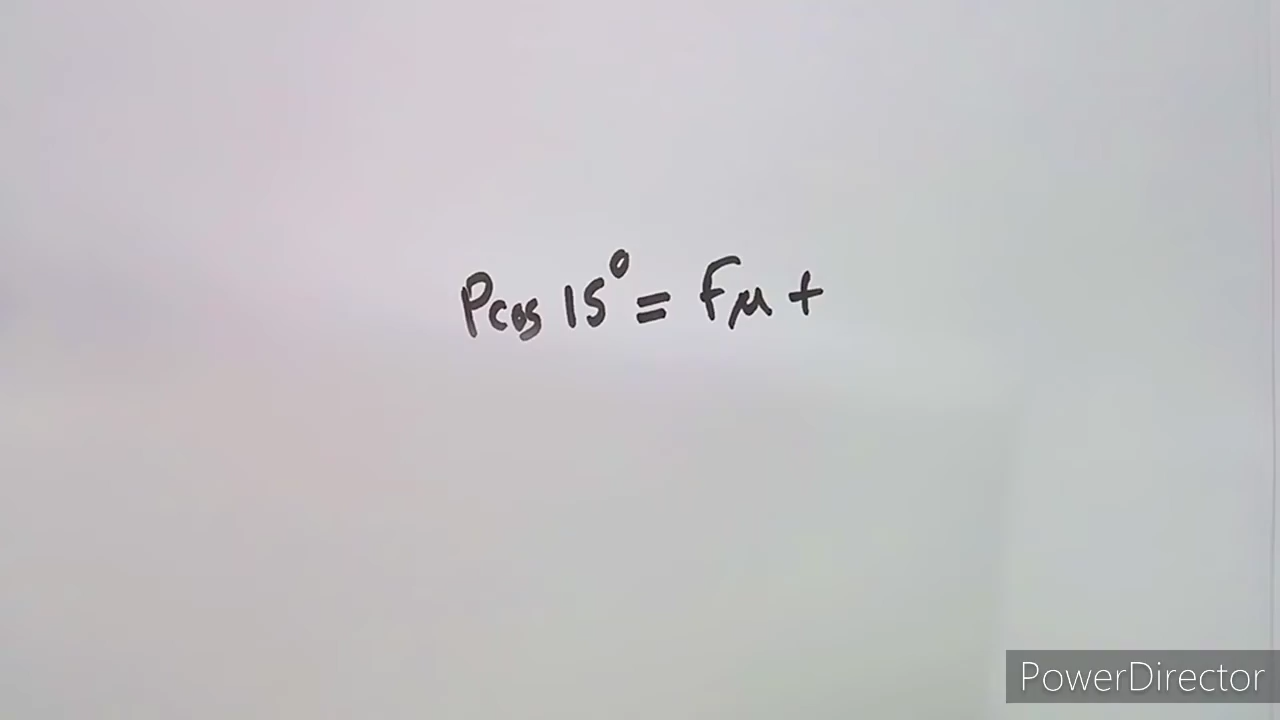 Pcos 15° = Fμ +
PowerDirector